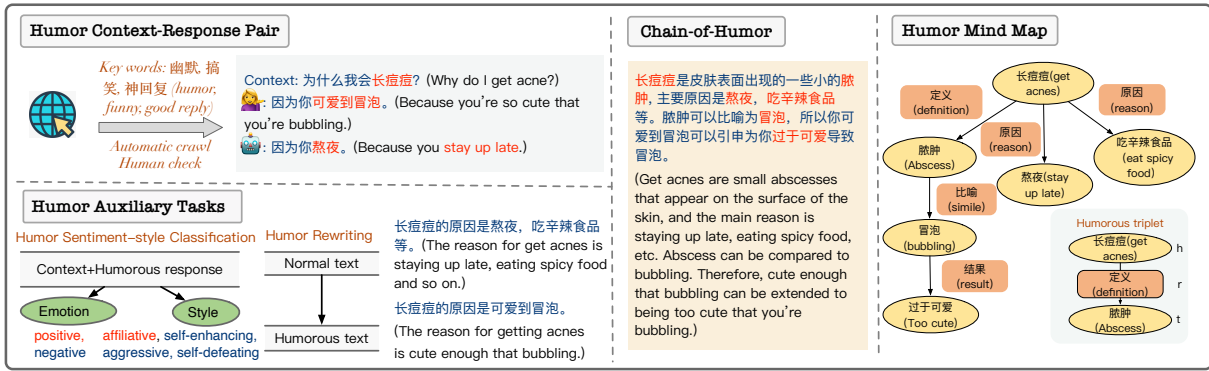 Humor Context-Response Pair
Key words: 幽默, 搞
笑, 神回复 (humor,
funny, good reply)
Automatic crawl
Human check
Context: 为什么我会长痘痘? (Why do I get acne?)
: 因为你可爱到冒泡。(Because you're so cute that
you're bubbling.)
: 因为你熬夜。(Because you stay up late.)
Humor Auxiliary Tasks
Humor Sentiment-style Classification
Context+Humorous response
Emotion
Style
positive,
negative
affiliative, self-enhancing,
aggressive, self-defeating
Humor Rewriting
Normal text
Humorous text
长痘痘的原因是熬夜，吃辛辣食品
等。(The reason for get acnes is
staying up late, eating spicy food
and so on.)
长痘痘的原因是可爱到冒泡。
(The reason for getting acnes
is cute enough that bubbling.)
Chain-of-Humor
长痘痘是皮肤表面出现的一些小的脓
肿, 主要原因是熬夜，吃辛辣食品
等。脓肿可以比喻为冒泡，所以你可
爱到冒泡可以引申为你过于可爱导致
冒泡。
(Get acnes are small abscesses
that appear on the surface of the
skin, and the main reason is
staying up late, eating spicy food,
etc. Abscess can be compared to
bubbling. Therefore, cute enough
that bubbling can be extended to
being too cute that you're
bubbling.)
Humor Mind Map
长痘痘(get
acnes)
定义
(definition)
原因
(reason)
原因
(reason)
脓肿
(Abscess)
熬夜(stay
up late)
吃辛辣食品
(eat spicy
food)
比喻
(simile)
冒泡
(bubbling)
结果
(result)
过于可爱
(Too cute)
Humorous triplet
长痘痘(get
acnes)
h
定义
(definition)
r
脓肿
(Abscess)
t